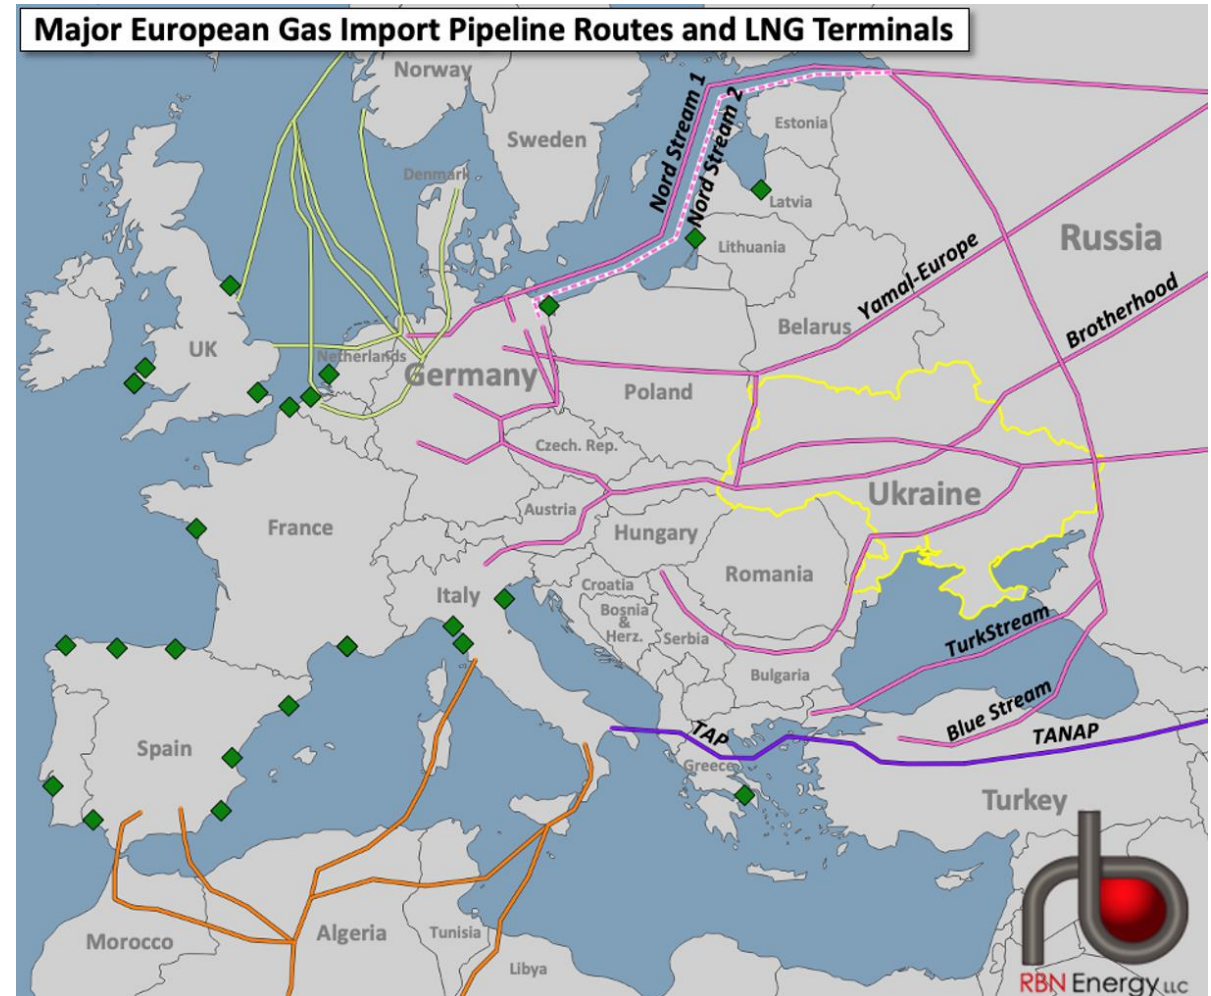 Major European Gas Import Pipeline Routes and LNG Terminals
Norway
Sweden
Estonia
Nord Stream 1
Nord Stream 2
Denmark
Latvia
Lithuania
Russia
Yamal-Europe
Brotherhood
Belarus
UK
Netherlands
Germany
Poland
Czech. Rep.
Ukraine
Austria
France
Hungary
Romania
Italy
Croatia
Bosnia
&
Herz.
Serbia
TurkStream
Bulgaria
Blue Stream
TAP
TANAP
Spain
Greece
Turkey
Morocco
Algeria
Tunisia
Libya
RBN Energy LLC